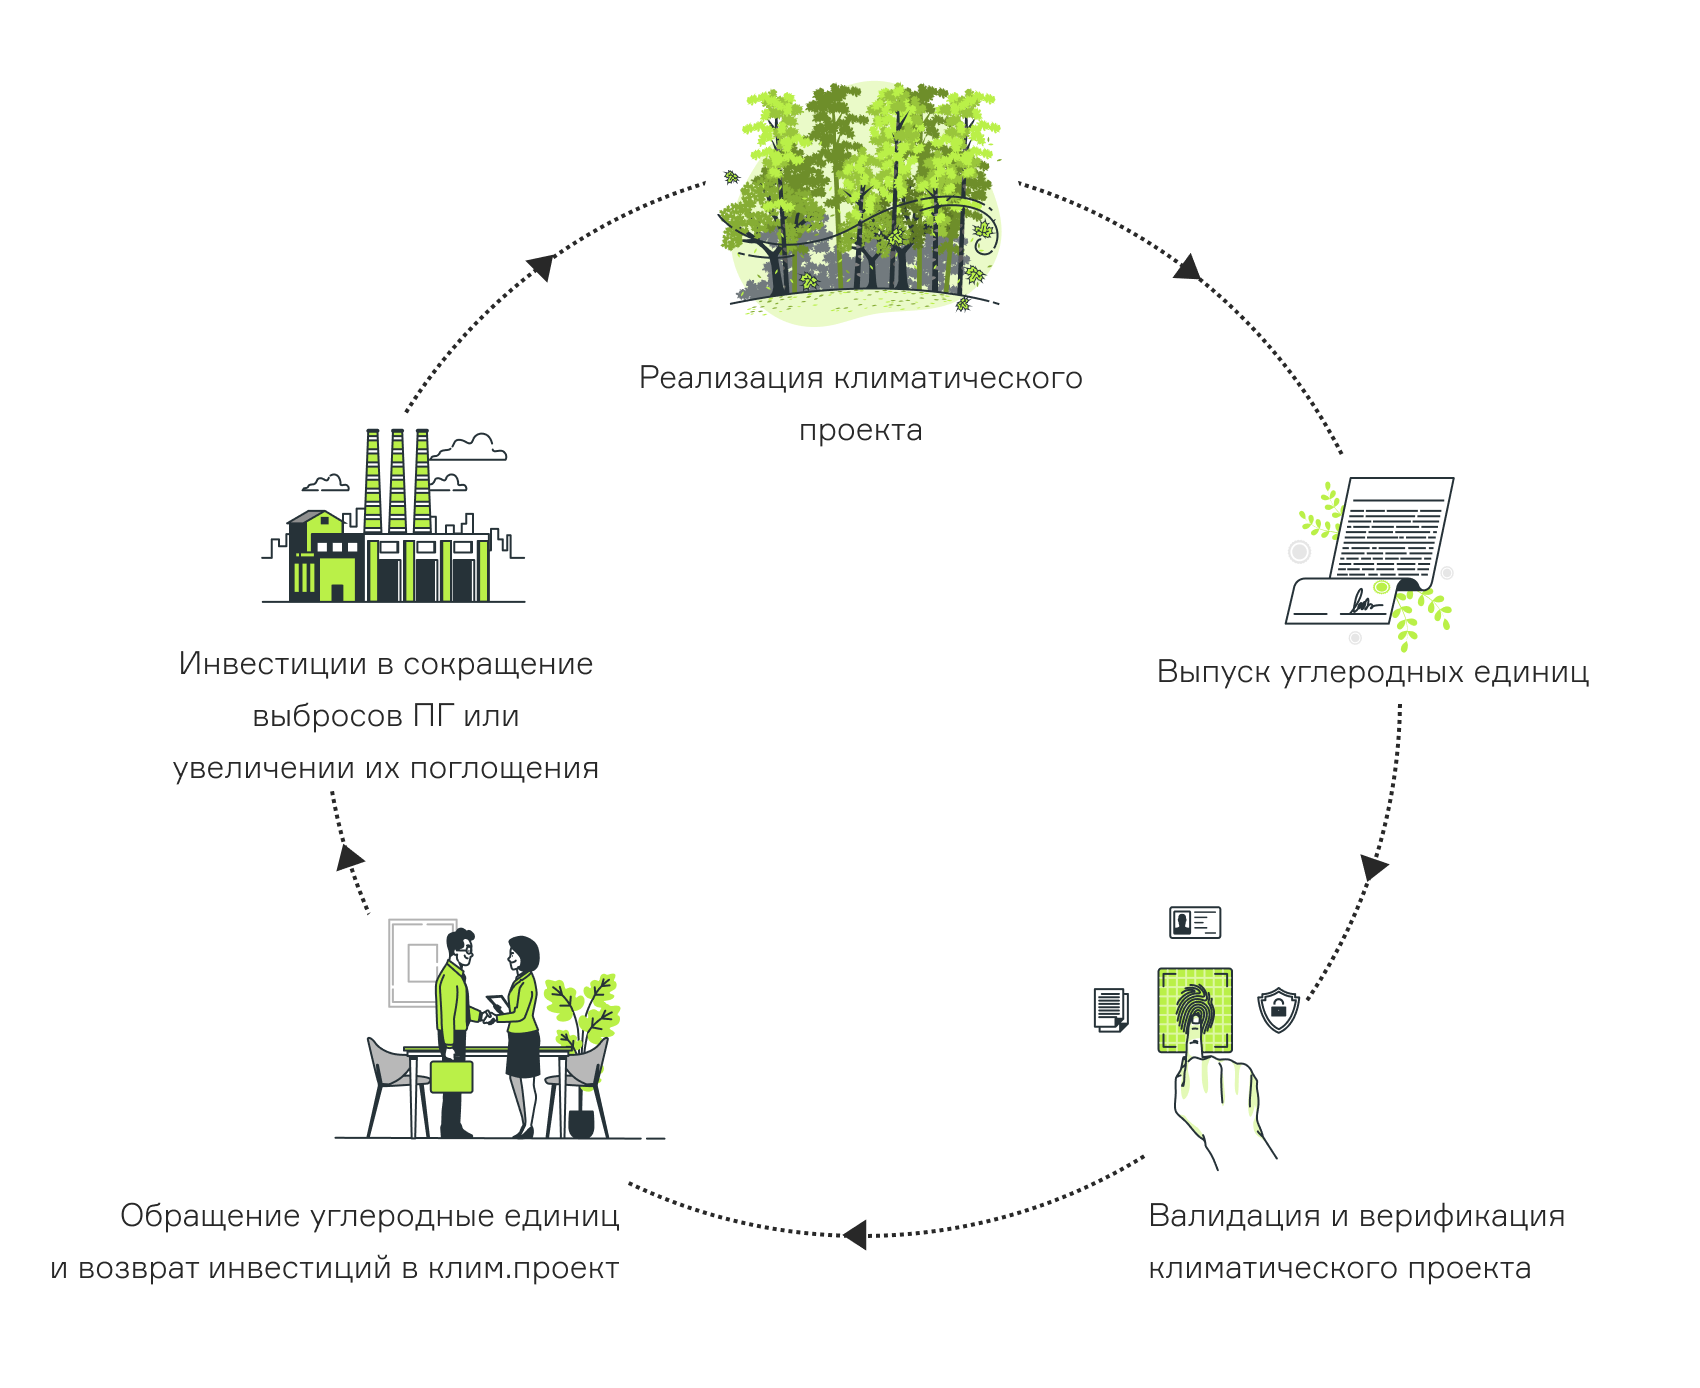 Реализация климатического
проекта
Выпуск углеродных единиц
Валидация и верификация
климатического проекта
Обращение углеродные единиц
и возврат инвестиций в клим.проект
Инвестиции в сокращение
выбросов ПГ или
увеличении их поглощения